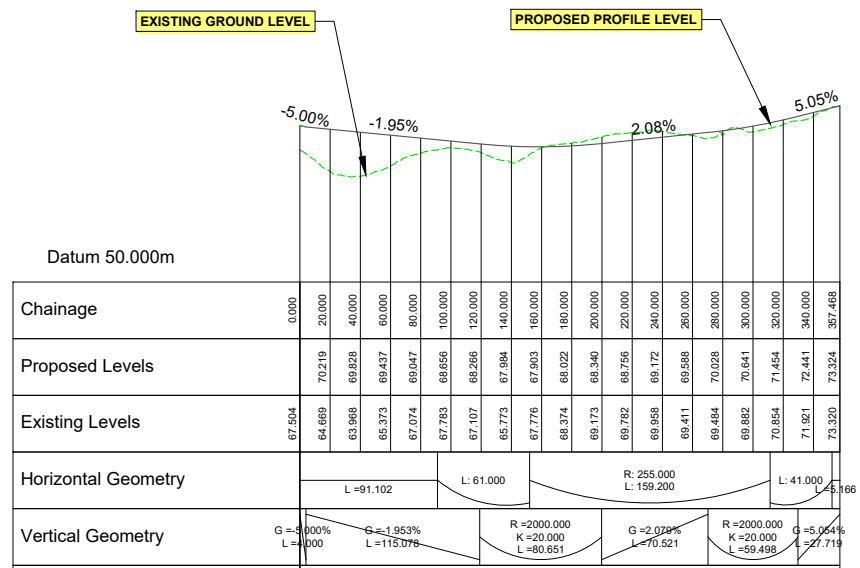 EXISTING GROUND LEVEL
PROPOSED PROFILE LEVEL
-5.00%
-1.95%
2.08%
5.05%
Datum 50.000m
Chainage
0.000 20.000 40.000 60.000 80.000 100.000 120.000 140.000 160.000 180.000 200.000 220.000 240.000 260.000 280.000 300.000 320.000 340.000 357.468
Proposed Levels
70.219 69.828 69.437 69.047 68.656 68.266 67.984 67.903 68.022 68.340 68.756 69.172 69.588 70.028 70.641 71.454 72.441 73.324
Existing Levels
67.504 64.669 63.968 65.373 67.074 67.783 67.107 65.773 67.776 68.374 69.173 69.782 69.958 69.411 69.484 69.882 70.854 71.921 73.320
Horizontal Geometry
L =91.102
L: 61.000
R: 255.000
L: 159.200
L: 41.000
L =5.166
Vertical Geometry
G =-5.000%
L =4.000
G =-1.953%
L =115.078
R =2000.000
K =20.000
L =80.651
G =2.079%
L =70.521
R =2000.000
K =20.000
L =59.498
G =5.054%
L =27.719